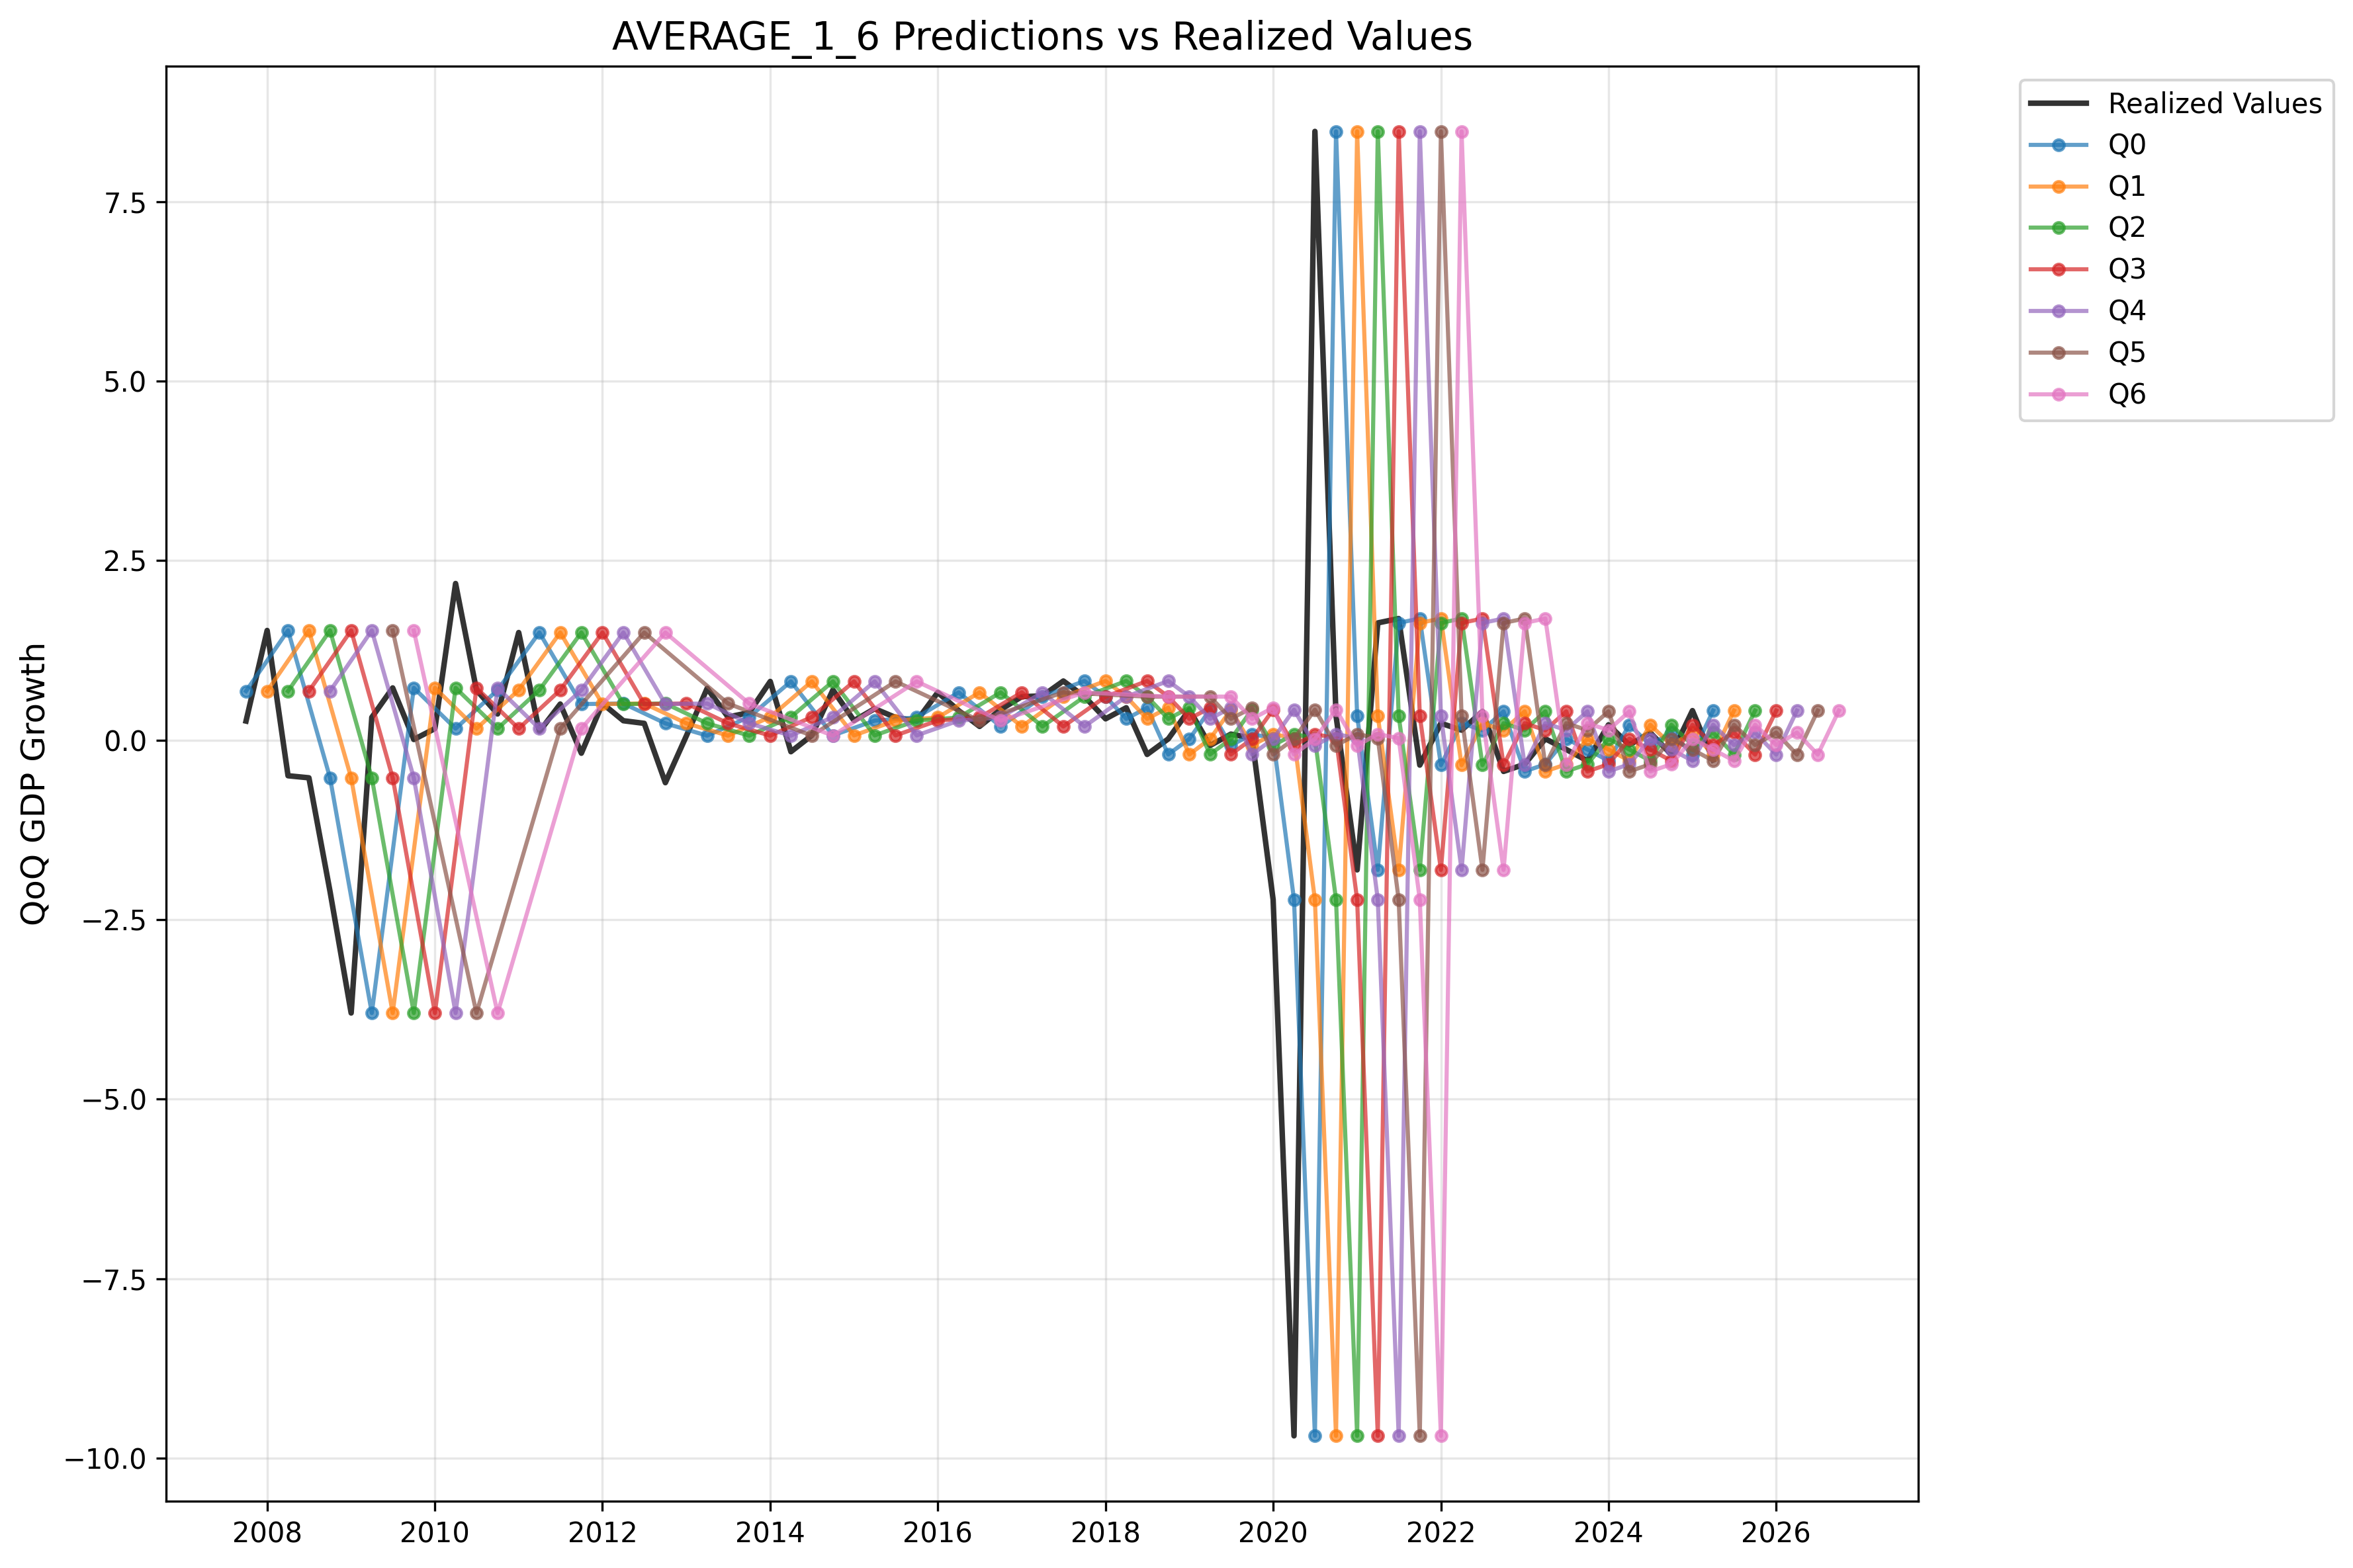 AVERAGE_1_6 Predictions vs Realized Values
QoQ GDP Growth
7.5
5.0
2.5
0.0
−2.5
−5.0
−7.5
−10.0
2008
2010
2012
2014
2016
2018
2020
2022
2024
2026
Realized Values
Q0
Q1
Q2
Q3
Q4
Q5
Q6